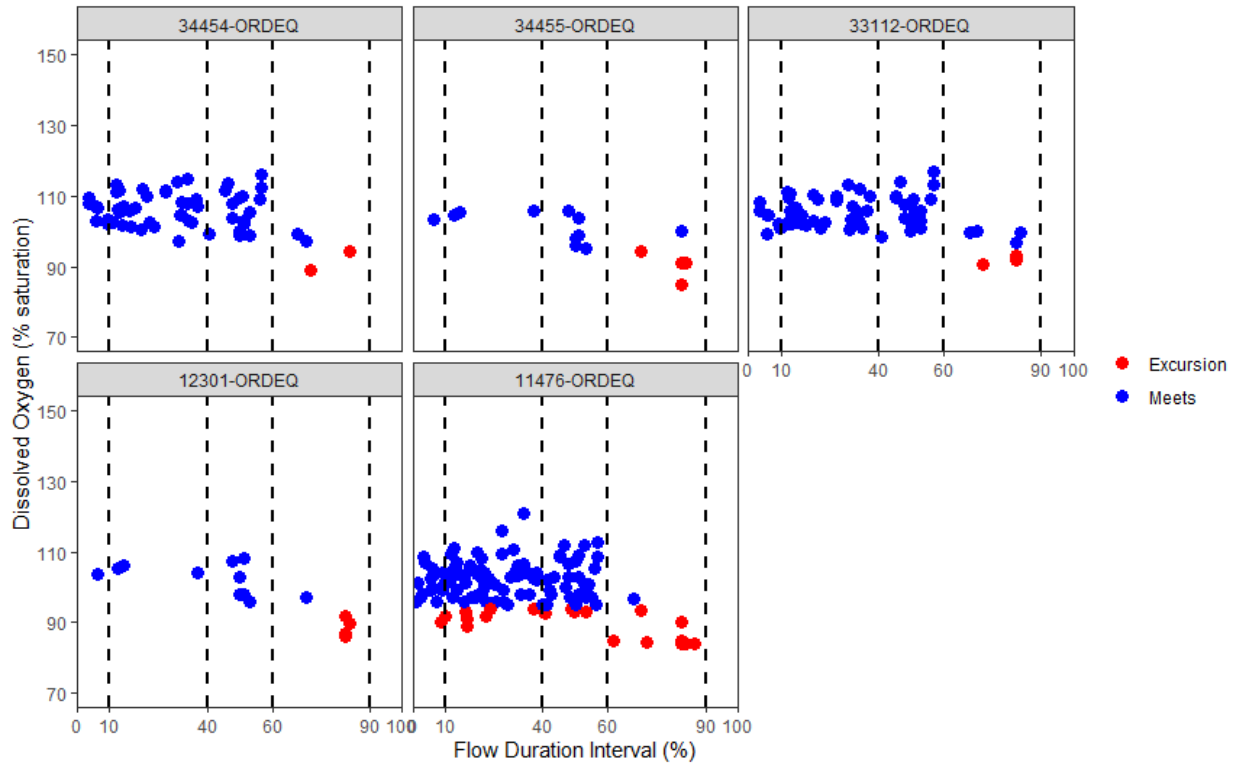 34454-ORDEQ 34455-ORDEQ 33112-ORDEQ
150
130
110
90
70
0 10 40 60 90 100
12301-ORDEQ 11476-ORDEQ
150
130
110
90
70
0 10 40 60 90 100
0 10 40 60 90 100
Dissolved Oxygen (% saturation)
Flow Duration Interval (%)
Excursion
Meets